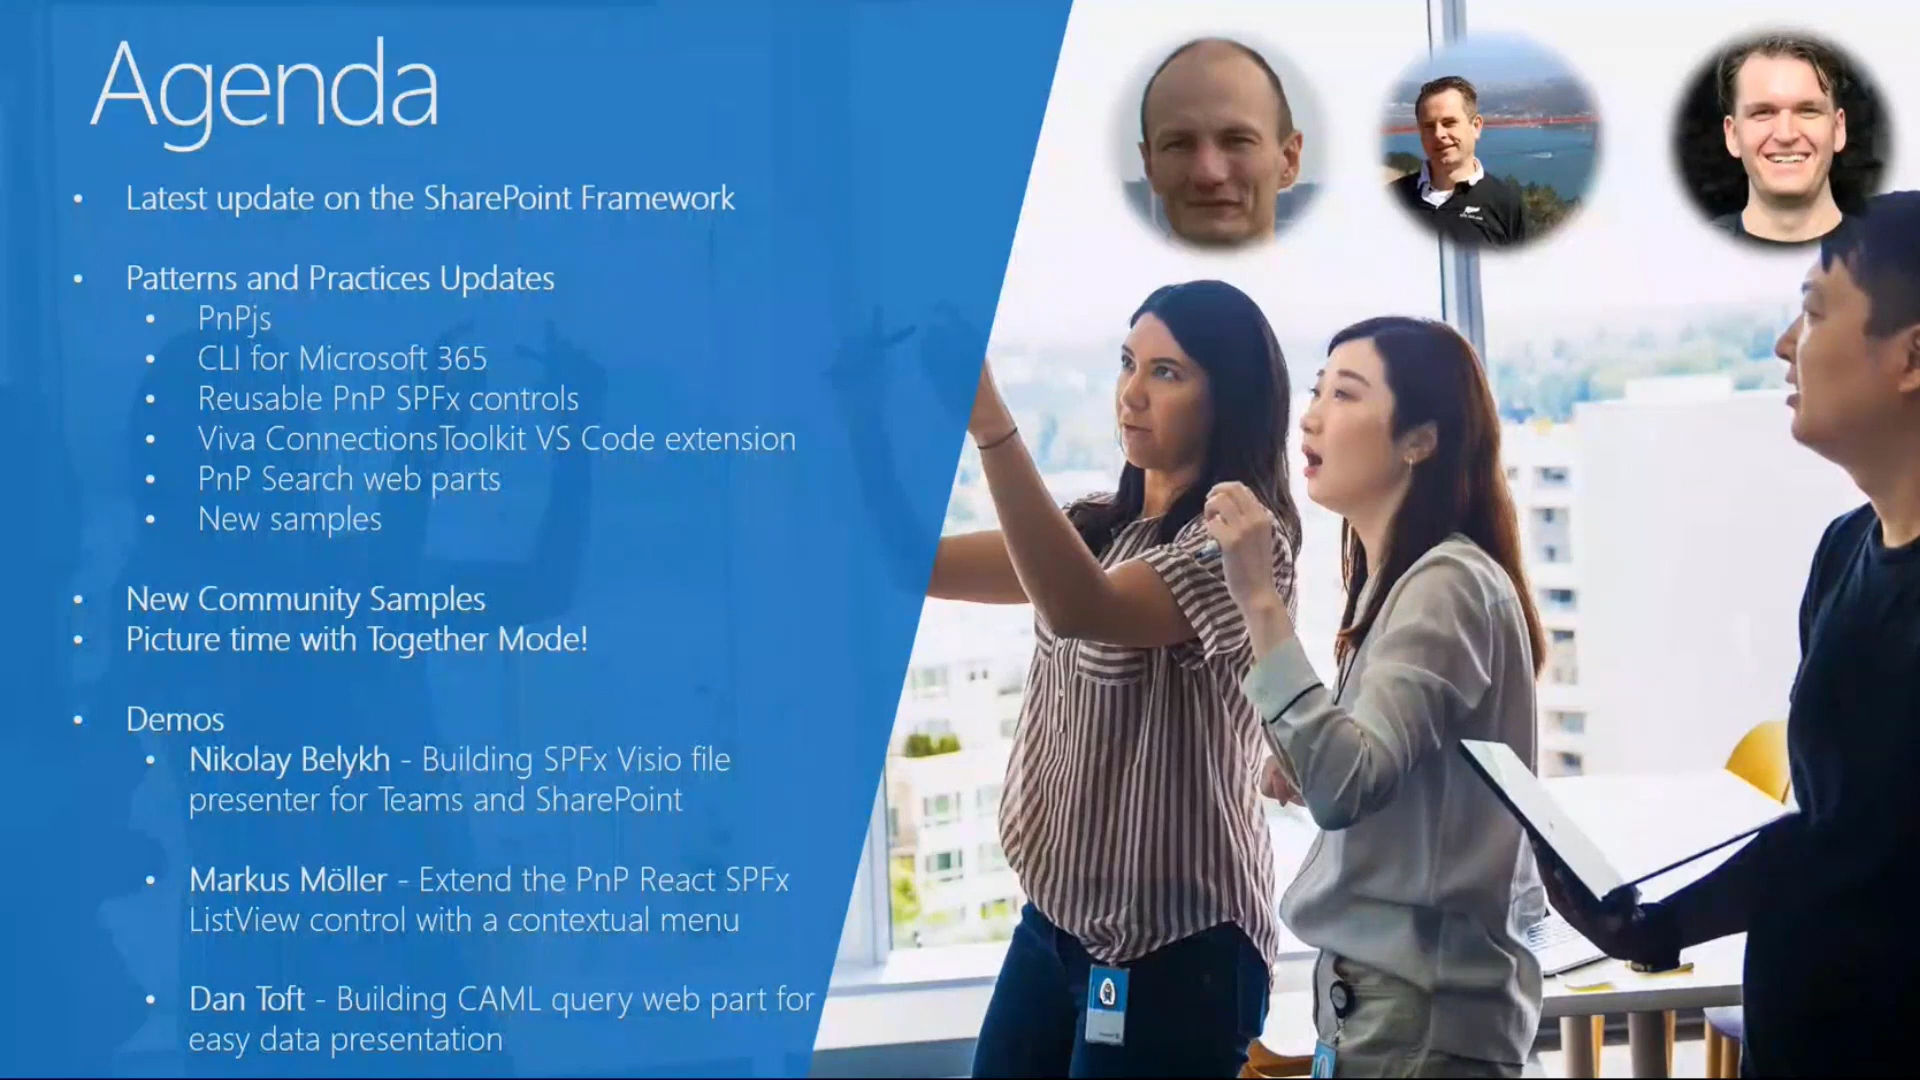 Agenda
• Latest update on the SharePoint Framework
• Patterns and Practices Updates
• PnPjs
• CLI for Microsoft 365
• Reusable PnP SPFx controls
• Viva ConnectionsToolkit VS Code extension
• PnP Search web parts
• New samples
• New Community Samples
• Picture time with Together Mode!
• Demos
• Nikolay Belykh - Building SPFx Visio file
presenter for Teams and SharePoint
• Markus Möller - Extend the PnP React SPFx
ListView control with a contextual menu
• Dan Toft - Building CAML query web part for
easy data presentation